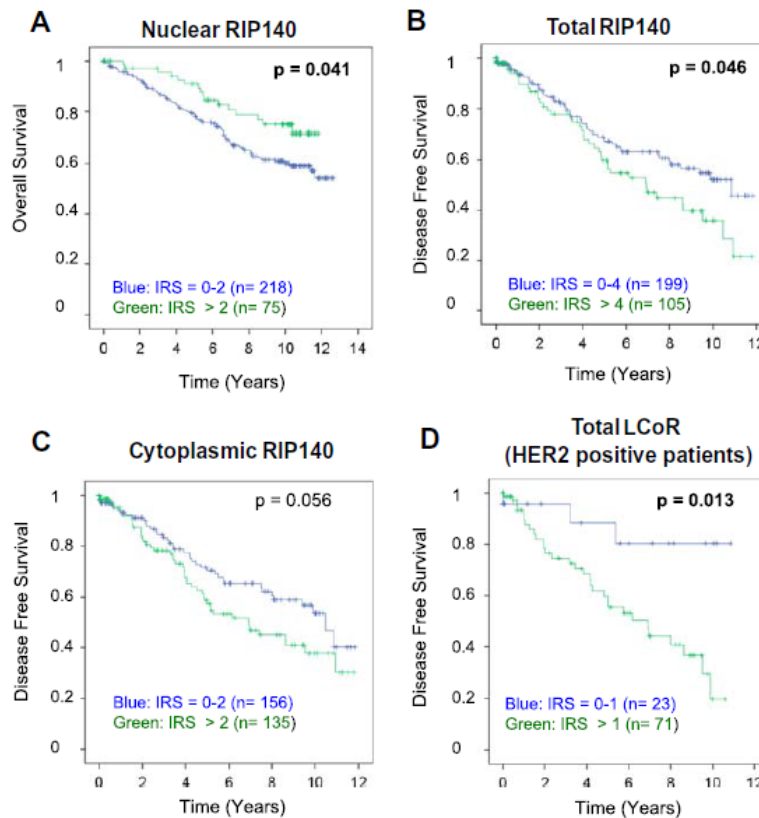 A
Nuclear RIP140
p = 0.041
Overall Survival
1
0.8
0.6
0.4
0.2
0
Blue: IRS = 0-2 (n= 218)
Green: IRS > 2 (n= 75)
0 2 4 6 8 10 12 14
Time (Years)
B
Total RIP140
p = 0.046
Disease Free Survival
1
0.8
0.6
0.4
0.2
0
Blue: IRS = 0-4 (n= 199)
Green: IRS > 4 (n= 105)
0 2 4 6 8 10 12
Time (Years)
C
Cytoplasmic RIP140
p = 0.056
Disease Free Survival
1
0.8
0.6
0.4
0.2
0
Blue: IRS = 0-2 (n= 156)
Green: IRS > 2 (n= 135)
0 2 4 6 8 10 12
Time (Years)
D
Total LCoR
(HER2 positive patients)
p = 0.013
Disease Free Survival
1
0.8
0.6
0.4
0.2
0
Blue: IRS = 0-1 (n= 23)
Green: IRS > 1 (n= 71)
0 2 4 6 8 10 12
Time (Years)